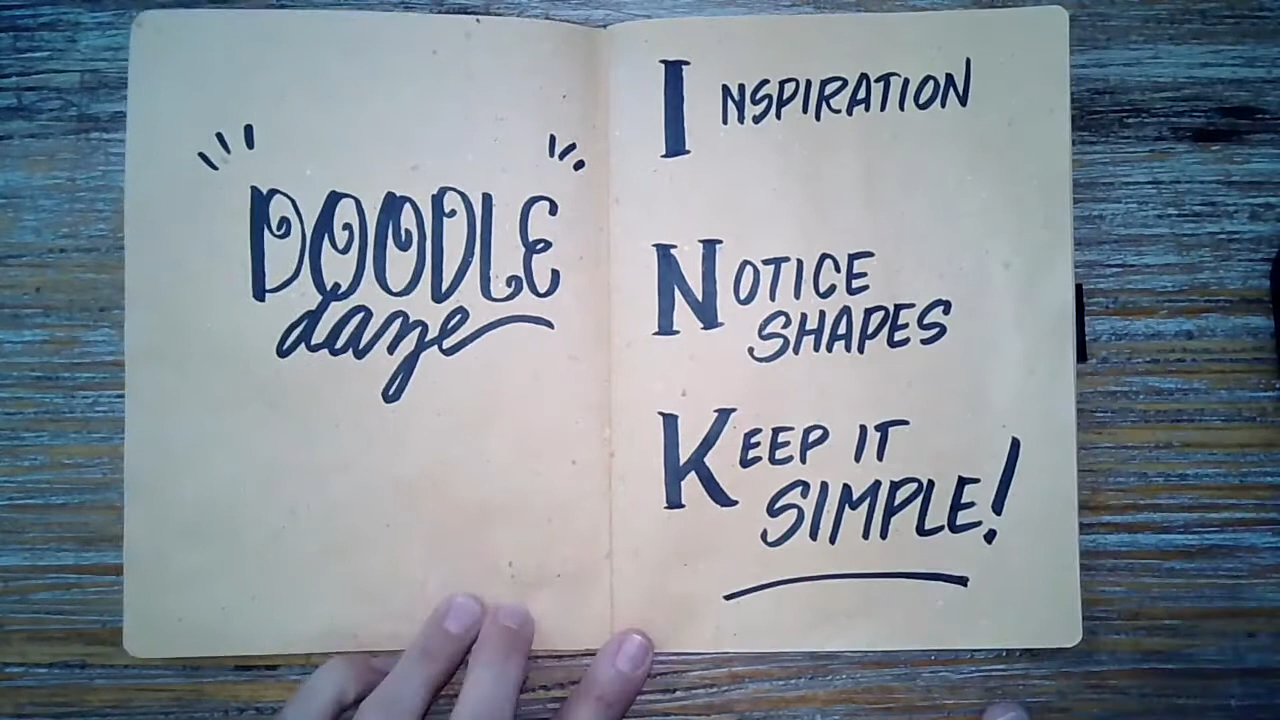 DOODLE
daze
INSPIRATION
NOTICE
SHAPES
KEEP IT
SIMPLE!